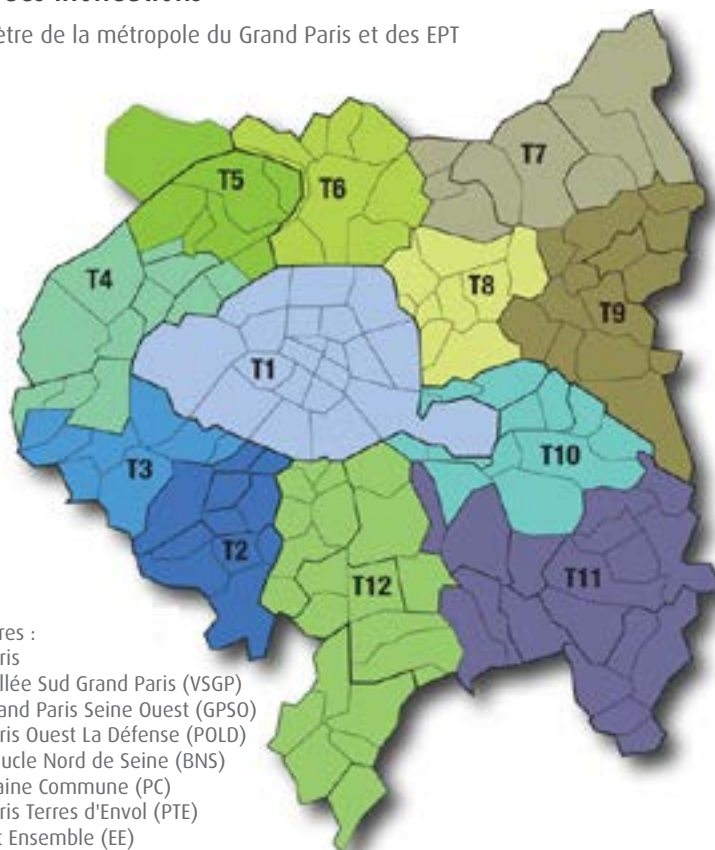 ètre de la métropole du Grand Paris et des EPT
T7
T5
T6
T4
T8
T9
T1
T10
T3
T2
T12
T11
res :
ris
llée Sud Grand Paris (VSGP)
and Paris Seine Ouest (GPSO)
ris Ouest La Défense (POLD)
ucle Nord de Seine (BNS)
aine Commune (PC)
ris Terres d'Envol (PTE)
t Ensemble (EE)